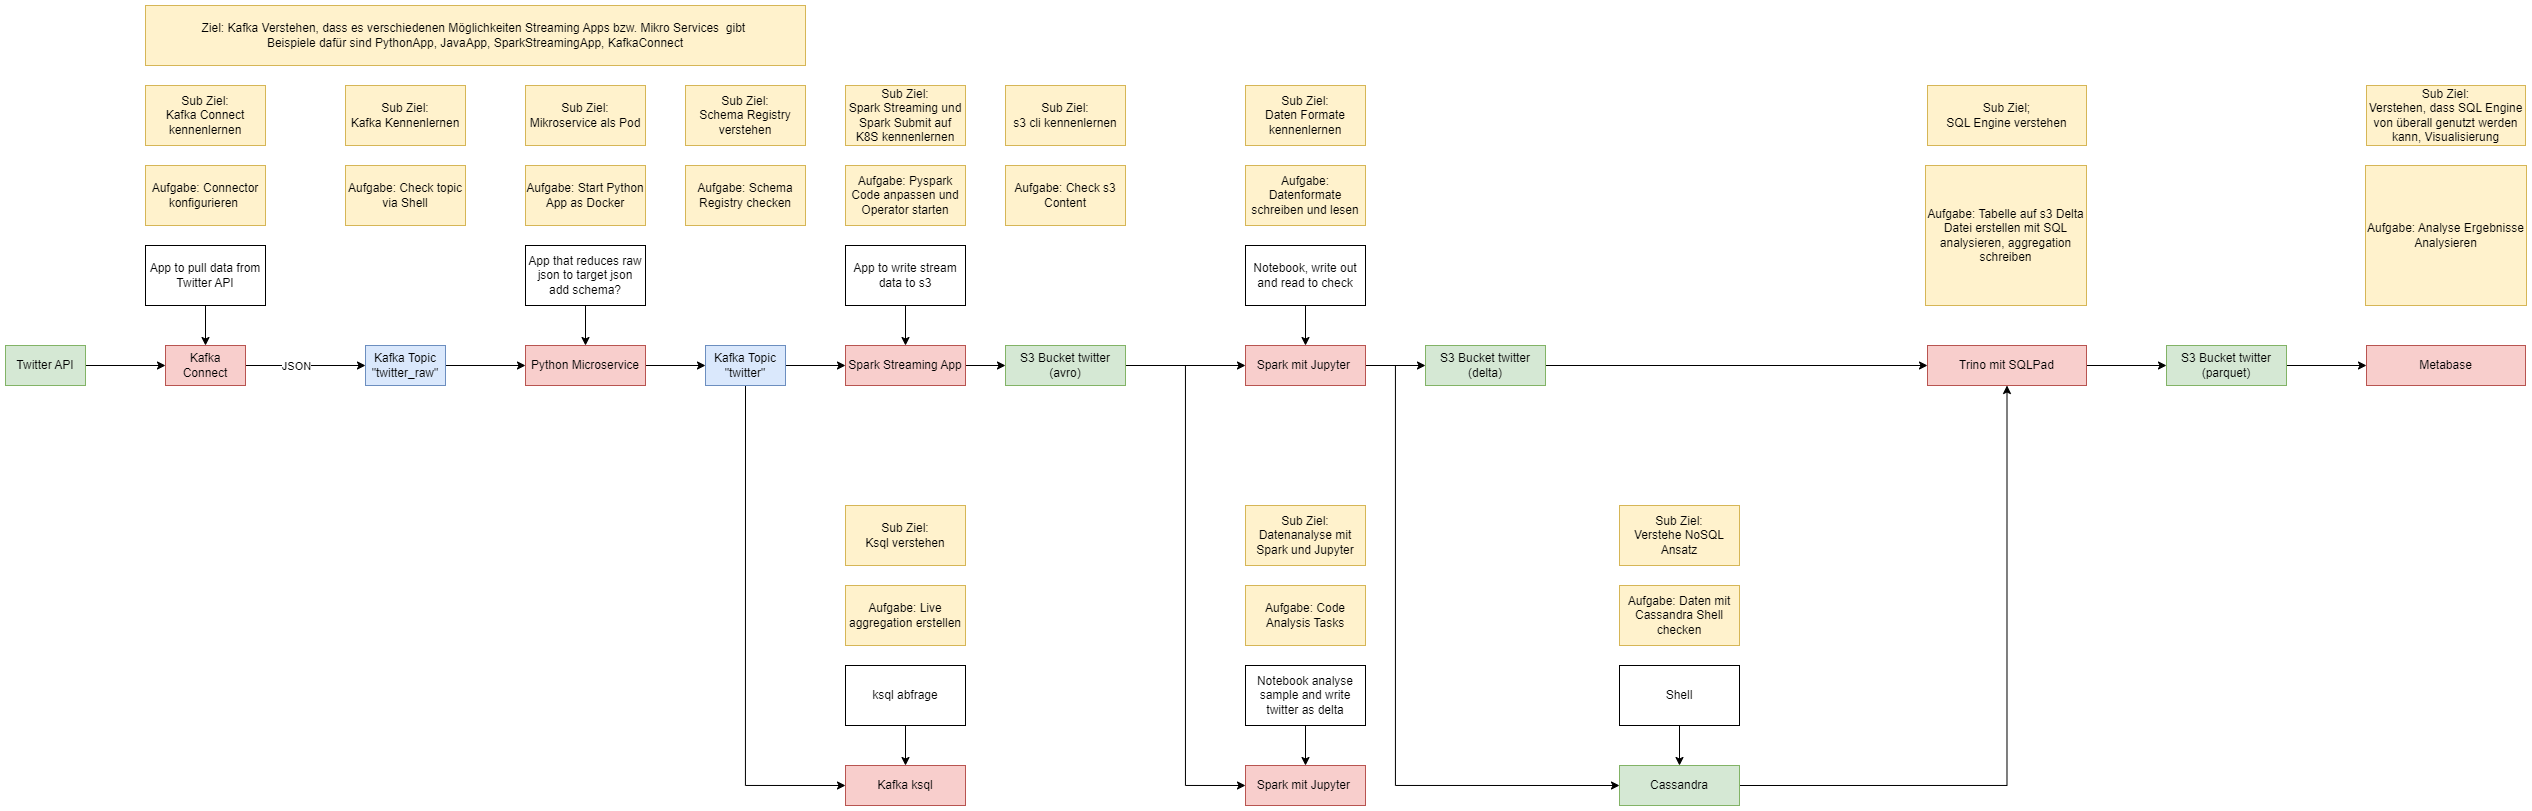 Ziel: Kafka Verstehen, dass es verschiedenen Möglichkeiten Streaming Apps bzw. Mikro Services gibt
Beispiele dafür sind PythonApp, JavaApp, SparkStreamingApp, KafkaConnect
Sub Ziel:
Kafka Connect
kennenlernen
Sub Ziel:
Kafka Kennenlernen
Sub Ziel:
Mikroservice als Pod
Sub Ziel:
Schema Registry
verstehen
Sub Ziel:
Spark Streaming und
Spark Submit auf
K8S kennenlernen
Sub Ziel:
s3 cli kennenlernen
Sub Ziel:
Daten Formate
kennenlernen
Sub Ziel;
SQL Engine verstehen
Sub Ziel:
Verstehen, dass SQL Engine
von überall genutzt werden
kann, Visualisierung
Aufgabe: Connector
konfigurieren
Aufgabe: Check topic
via Shell
Aufgabe: Start Python
App as Docker
Aufgabe: Schema
Registry checken
Aufgabe: Pyspark
Code anpassen und
Operator starten
Aufgabe: Check s3
Content
Aufgabe:
Datenformate
schreiben und lesen
Aufgabe: Tabelle auf s3 Delta
Datei erstellen mit SQL
analysieren, aggregation
schreiben
Aufgabe: Analyse Ergebnisse
Analysieren
App to pull data from
Twitter API
App that reduces raw
json to target json
add schema?
App to write stream
data to s3
Notebook, write out
and read to check
Twitter API
Kafka
Connect
JSON
Kafka Topic
"twitter_raw"
Python Microservice
Kafka Topic
"twitter"
Spark Streaming App
S3 Bucket twitter
(avro)
Spark mit Jupyter
S3 Bucket twitter
(delta)
Trino mit SQLPad
S3 Bucket twitter
(parquet)
Metabase
Sub Ziel:
Ksql verstehen
Sub Ziel:
Datenanalyse mit
Spark und Jupyter
Sub Ziel:
Verstehe NoSQL
Ansatz
Aufgabe: Live
aggregation erstellen
Aufgabe: Code
Analysis Tasks
Aufgabe: Daten mit
Cassandra Shell
checken
ksql abfrage
Notebook analyse
sample and write
twitter as delta
Shell
Kafka ksql
Spark mit Jupyter
Cassandra